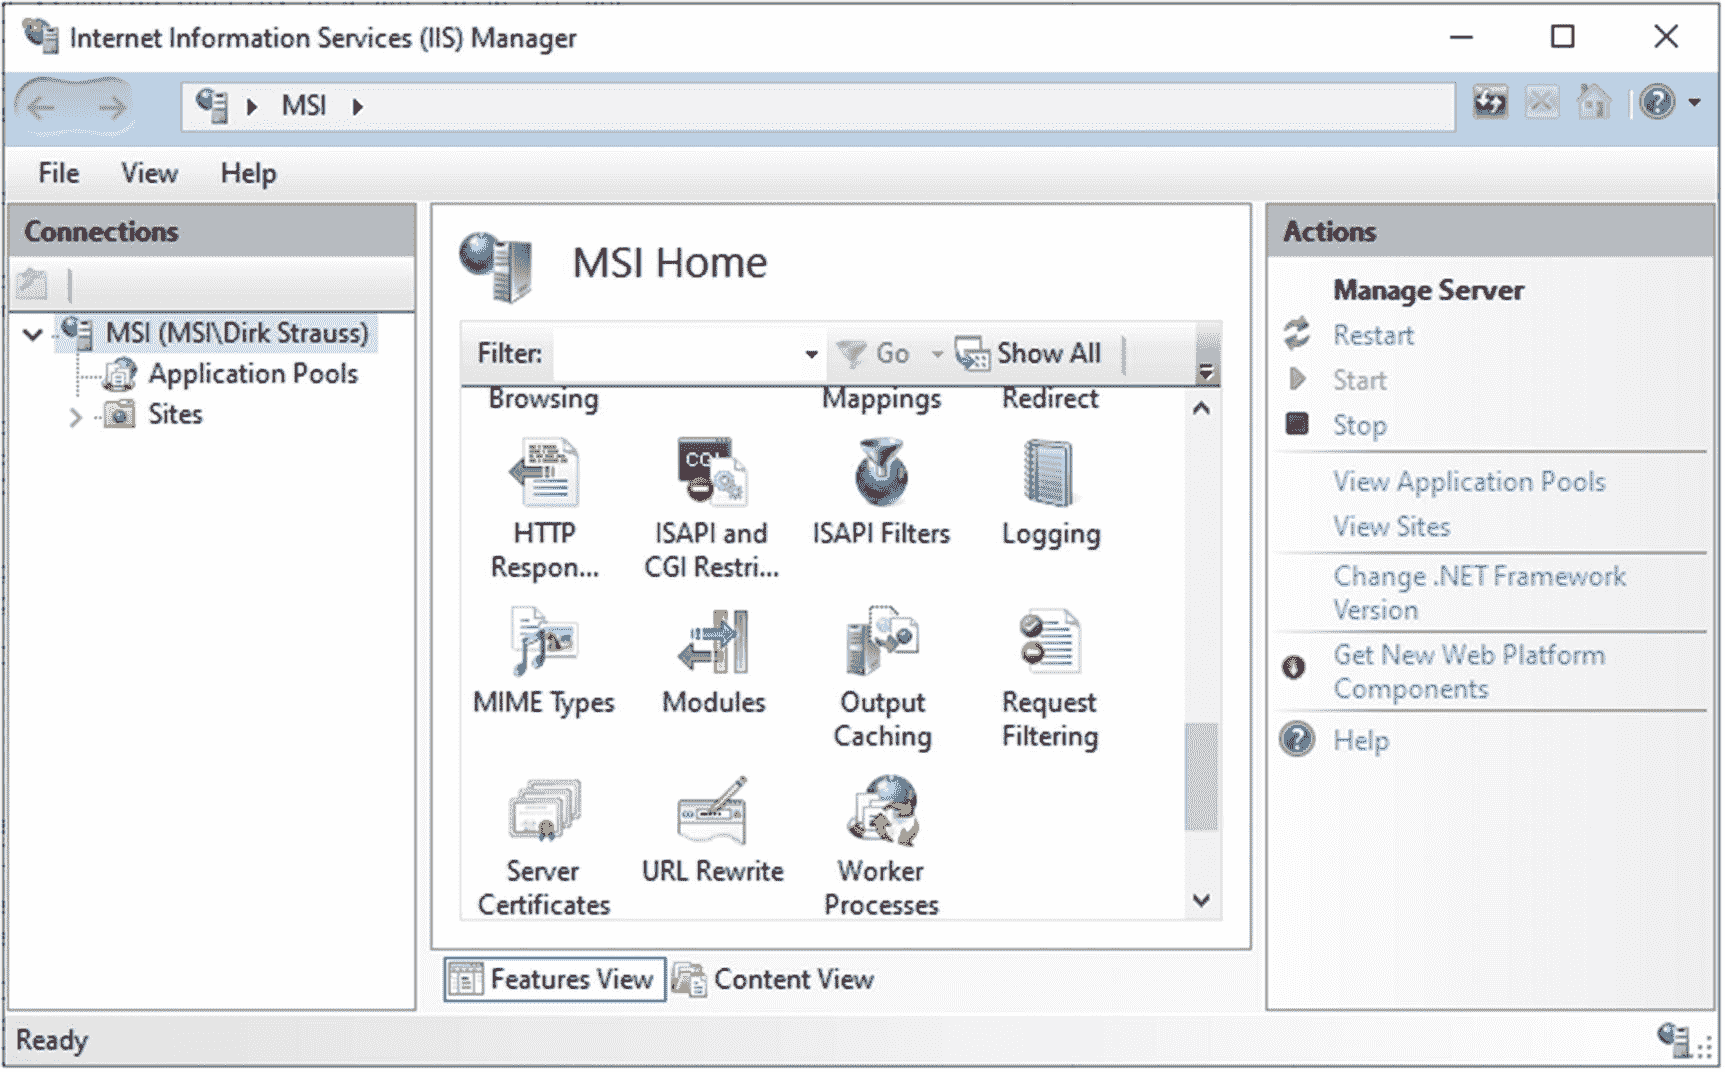 Internet Information Services (IIS) Manager
MSI
File View Help
Connections
MSI (MSI\Dirk Strauss)
Application Pools
Sites
MSI Home
Filter: Go Show All
Browsing Mappings Redirect
CGI
HTTP
Respon...
ISAPI and
CGI Restri...
ISAPI Filters
Logging
MIME Types
Modules
Output
Caching
Request
Filtering
Server
Certificates
URL Rewrite
Worker
Processes
Features View Content View
Actions
Manage Server
Restart
Start
Stop
View Application Pools
View Sites
Change .NET Framework
Version
Get New Web Platform
Components
Help
Ready